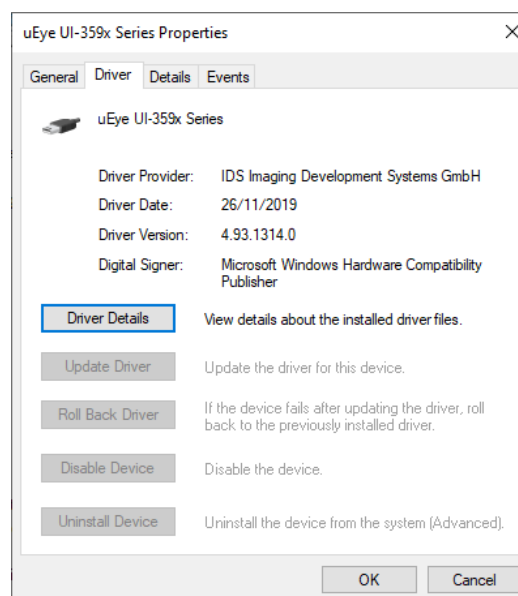 uEye UI-359x Series Properties
General Driver Details Events
uEye UI-359x Series
Driver Provider: IDS Imaging Development Systems GmbH
Driver Date: 26/11/2019
Driver Version: 4.93.1314.0
Digital Signer: Microsoft Windows Hardware Compatibility
Publisher
Driver Details View details about the installed driver files.
Update Driver Update the driver for this device.
Roll Back Driver If the device fails after updating the driver, roll
back to the previously installed driver.
Disable Device Disable the device.
Uninstall Device Uninstall the device from the system (Advanced).
OK Cancel